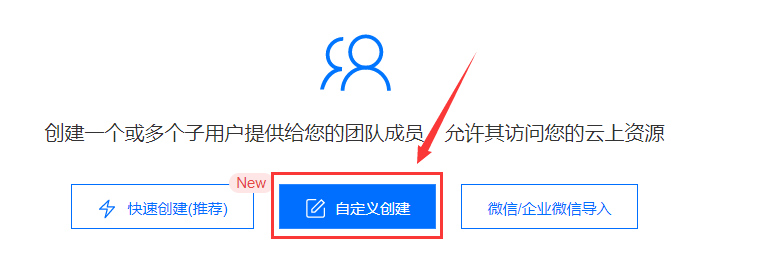 创建一个或多个子用户提供给您的团队成员，允许其访问您的云上资源
New
快速创建(推荐)
自定义创建
微信/企业微信导入